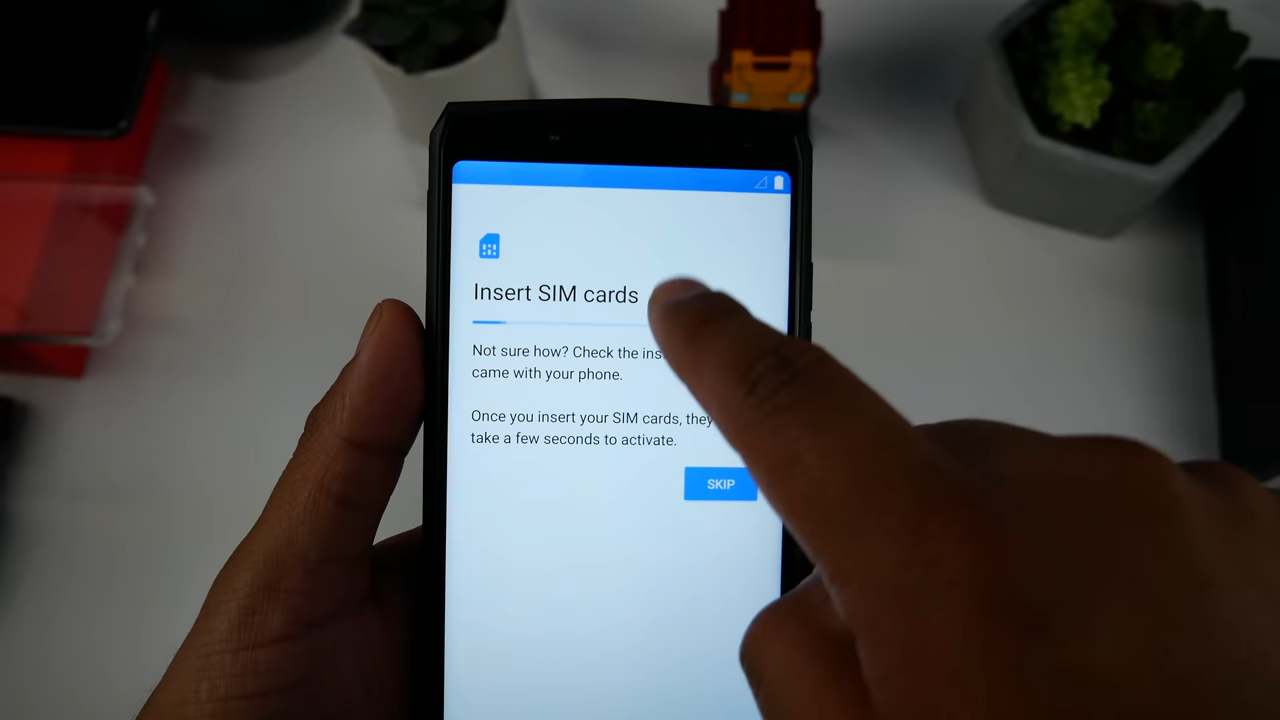 Insert SIM cards
Not sure how? Check the
came with your phone.
Once you insert your SIM cards, they
take a few seconds to activate.
SKIP